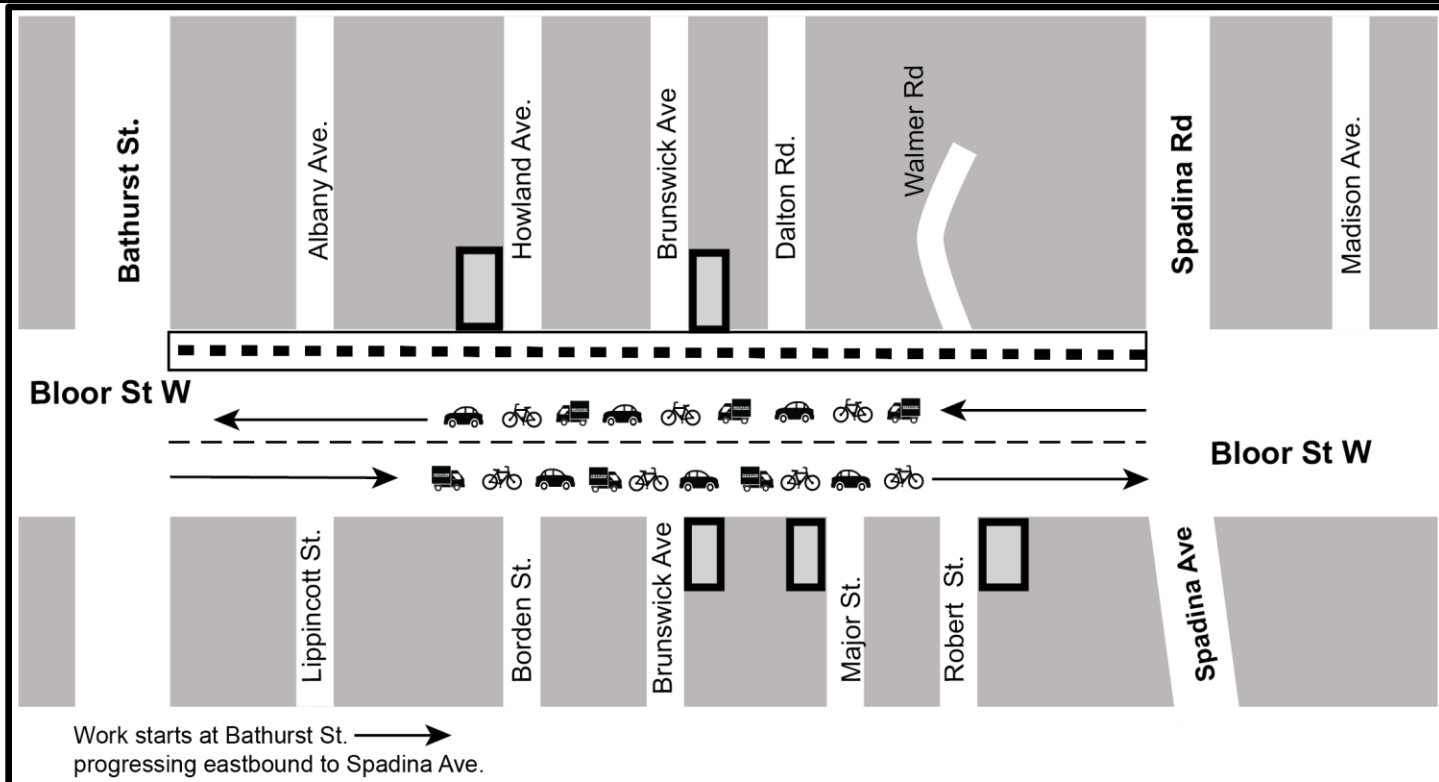 Bathurst St.
Albany Ave.
Howland Ave.
Brunswick Ave
Dalton Rd.
Walmer Rd
Spadina Rd
Madison Ave.
Bloor St W
Bloor St W
Lippincott St.
Borden St.
Brunswick Ave
Major St.
Robert St.
Spadina Ave
Work starts at Bathurst St.
progressing eastbound to Spadina Ave.